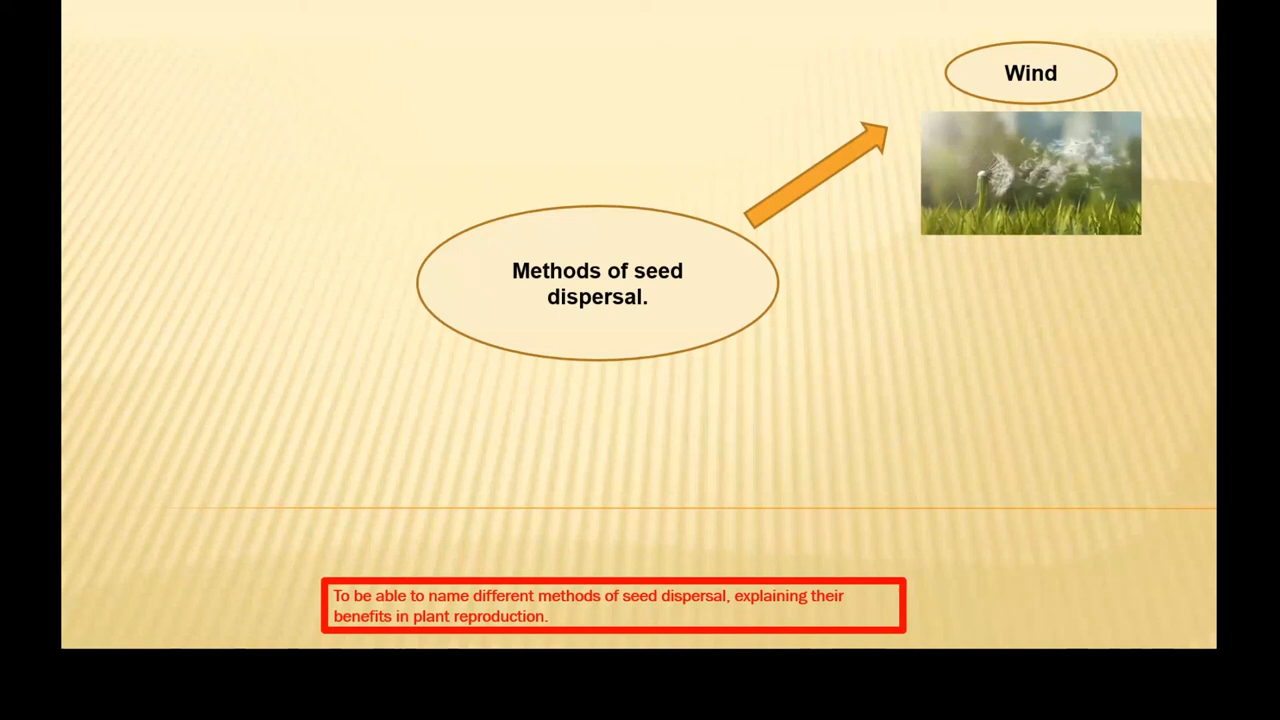 Wind
Methods of seed
dispersal.
To be able to name different methods of seed dispersal, explaining their
benefits in plant reproduction.